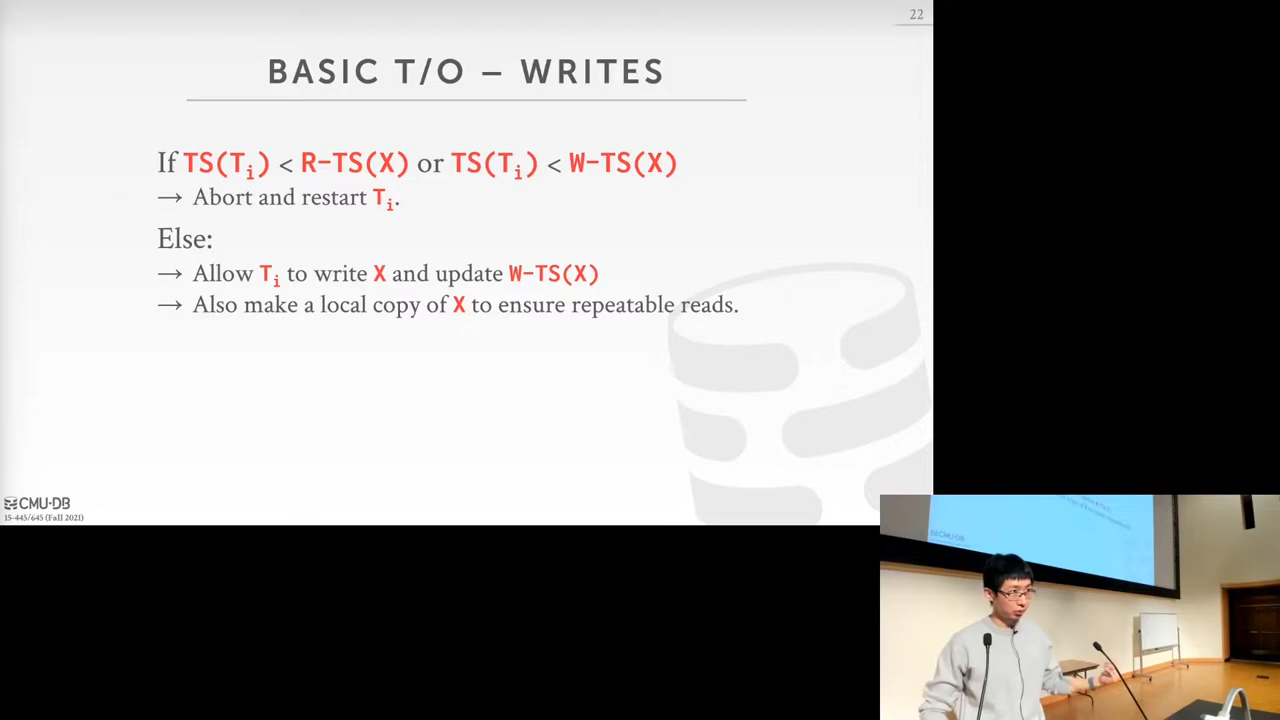 22
BASIC T/O – WRITES
If TS(Ti) < R-TS(X) or TS(Ti) < W-TS(X)
→ Abort and restart Ti.
Else:
→ Allow Ti to write X and update W-TS(X)
→ Also make a local copy of X to ensure repeatable reads.
CMU·DB
15-445/645 (Fall 2021)